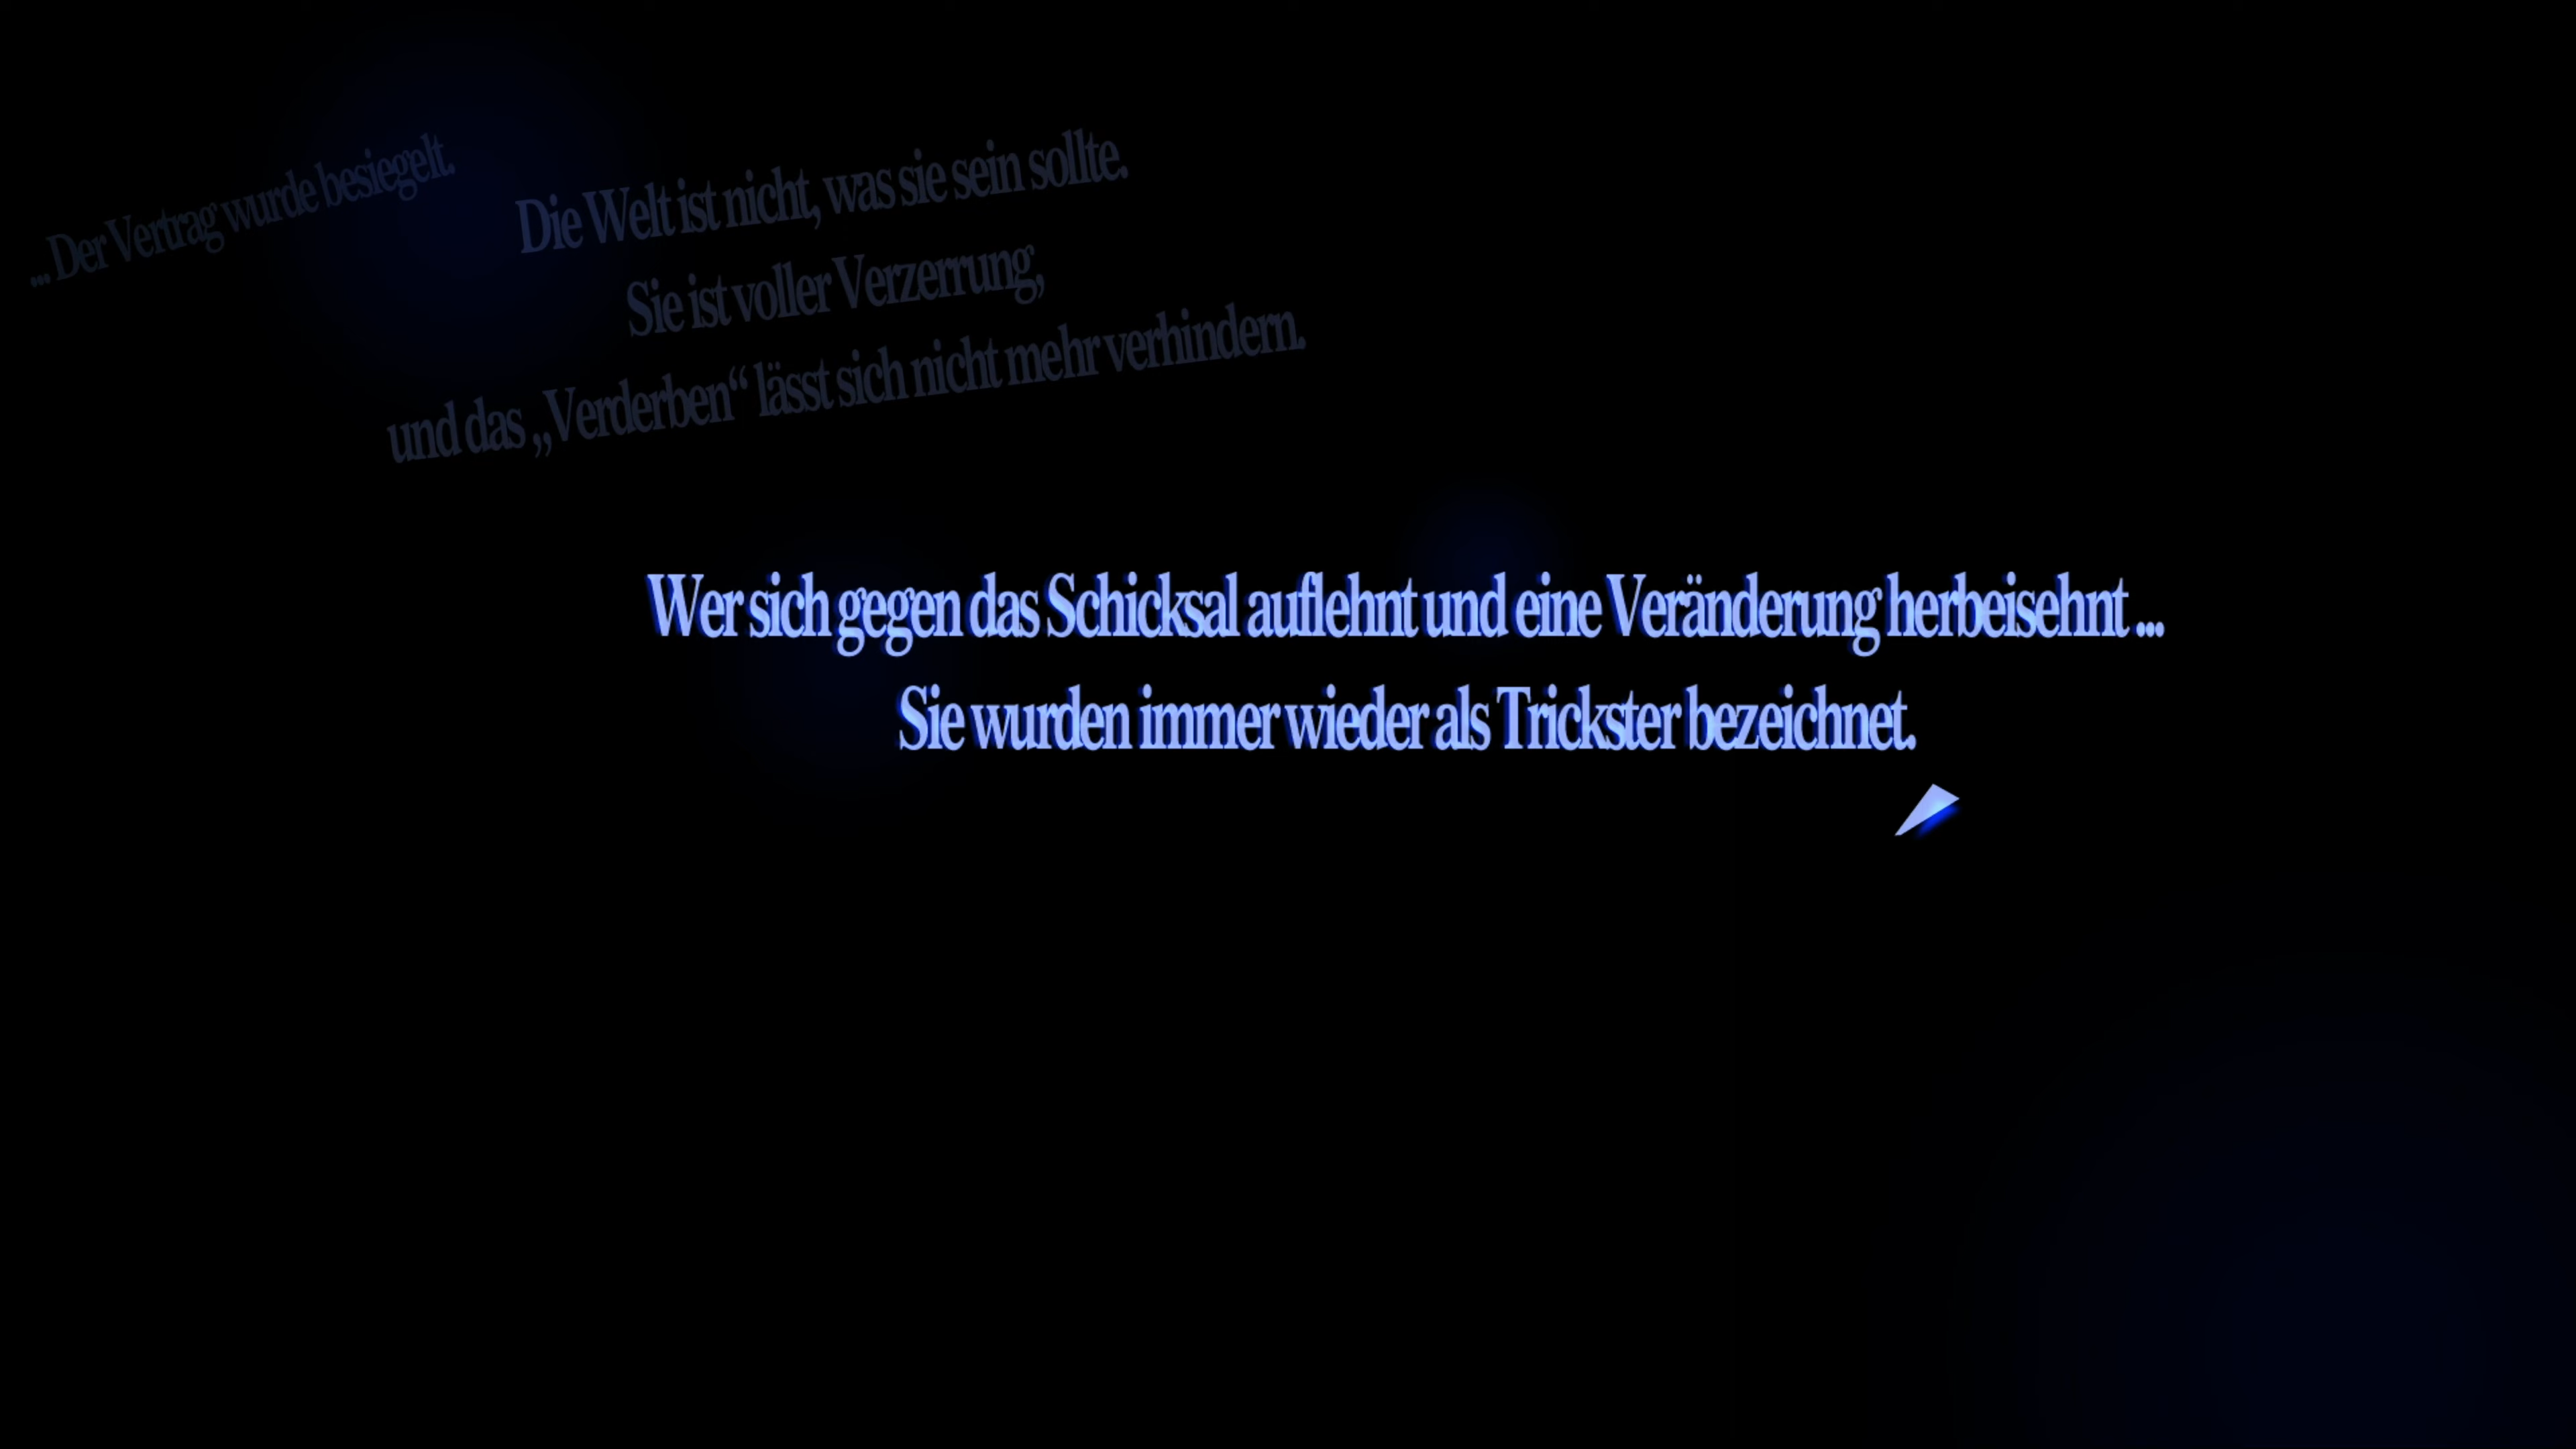 ... Der Vertrag wurde besiegelt.
Die Welt ist nicht, was sie sein sollte.
Sie ist voller Verzerrung,
und das „Verderben“ lässt sich nicht mehr verhindern.
Wer sich gegen das Schicksal auflehnt und eine Veränderung herbeisehnt ...
Sie wurden immer wieder als Trickster bezeichnet.